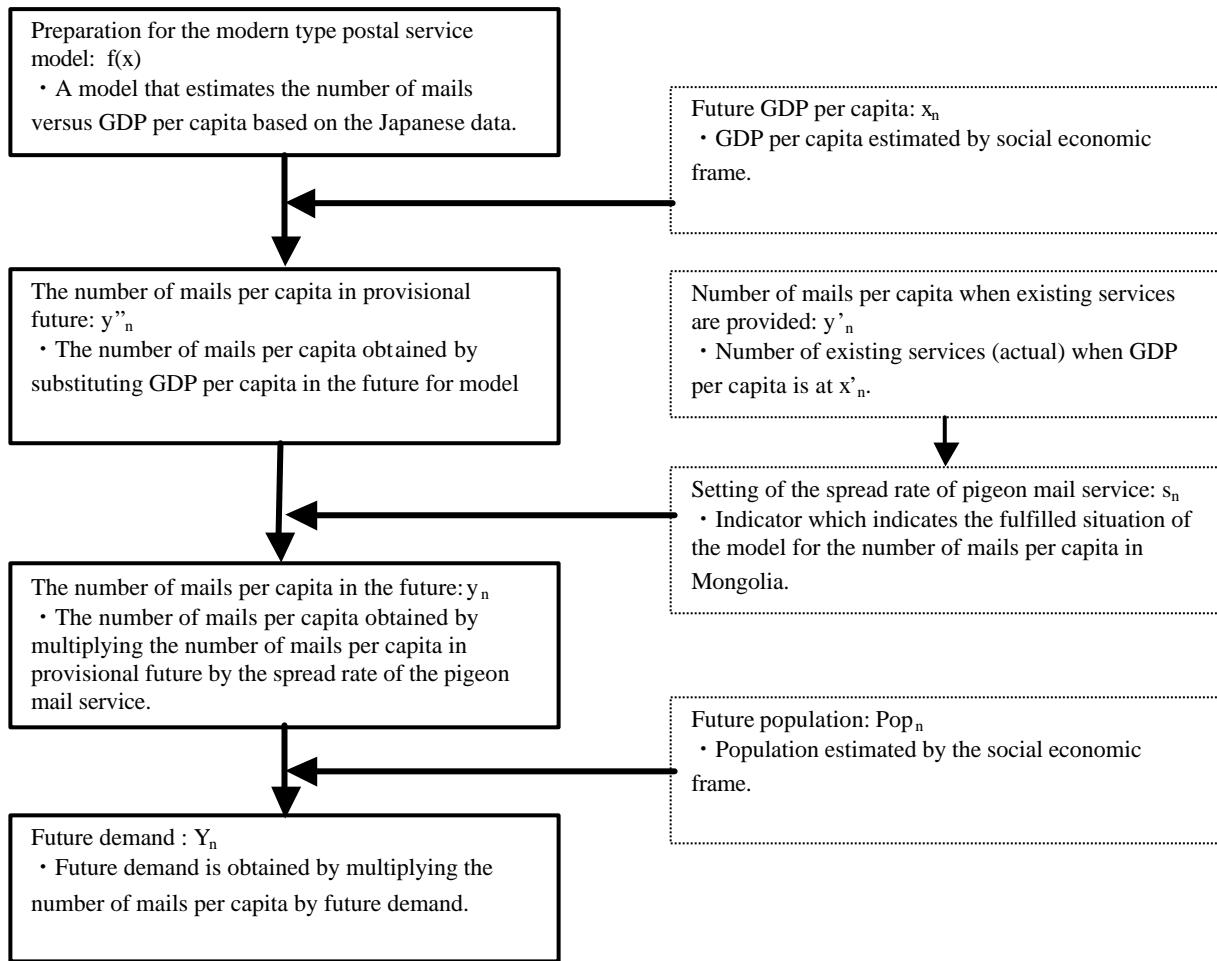 Preparation for the modern type postal service
model: f(x)
・A model that estimates the number of mails
versus GDP per capita based on the Japanese data.
Future GDP per capita: xn
・GDP per capita estimated by social economic
frame.
The number of mails per capita in provisional
future: y”n
・The number of mails per capita obtained by
substituting GDP per capita in the future for model
Number of mails per capita when existing services
are provided: y’n
・Number of existing services (actual) when GDP
per capita is at x’n.
Setting of the spread rate of pigeon mail service: sn
・Indicator which indicates the fulfilled situation of
the model for the number of mails per capita in
Mongolia.
The number of mails per capita in the future: yn
・The number of mails per capita obtained by
multiplying the number of mails per capita in
provisional future by the spread rate of the pigeon
mail service.
Future population: Popn
・Population estimated by the social economic
frame.
Future demand : Yn
・Future demand is obtained by multiplying the
number of mails per capita by future demand.